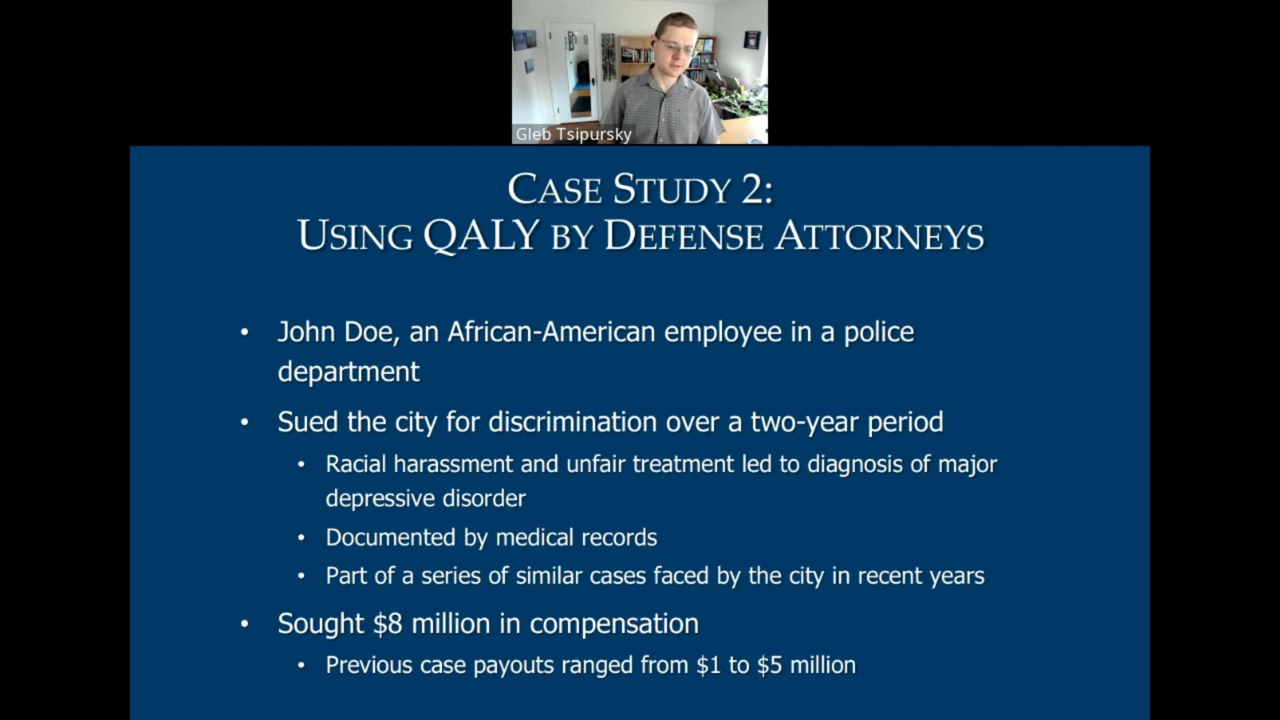 Gleb Tsipursky
CASE STUDY 2:
USING QALY BY DEFENSE ATTORNEYS
• John Doe, an African-American employee in a police
department
• Sued the city for discrimination over a two-year period
• Racial harassment and unfair treatment led to diagnosis of major
depressive disorder
• Documented by medical records
• Part of a series of similar cases faced by the city in recent years
• Sought $8 million in compensation
• Previous case payouts ranged from $1 to $5 million